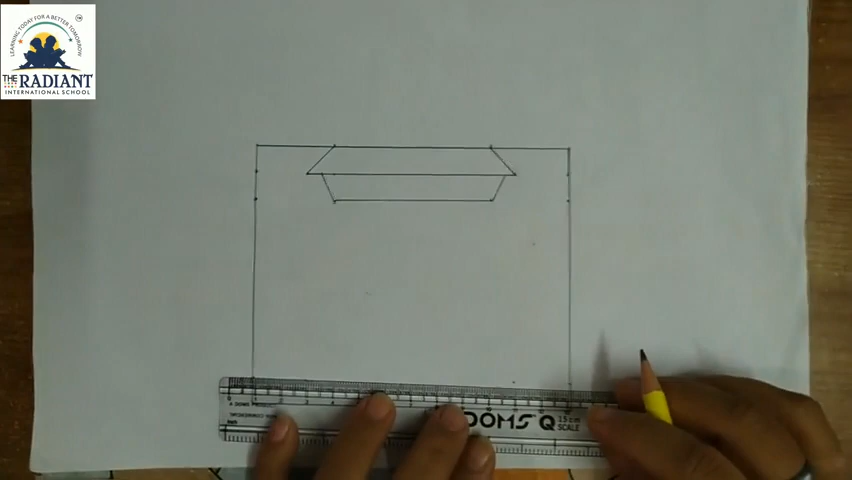 LEARNING TODAY FOR A BETTER TOMORROW
THE RADIANT
INTERNATIONAL SCHOOL
DOMS Q
15 cm
SCALE